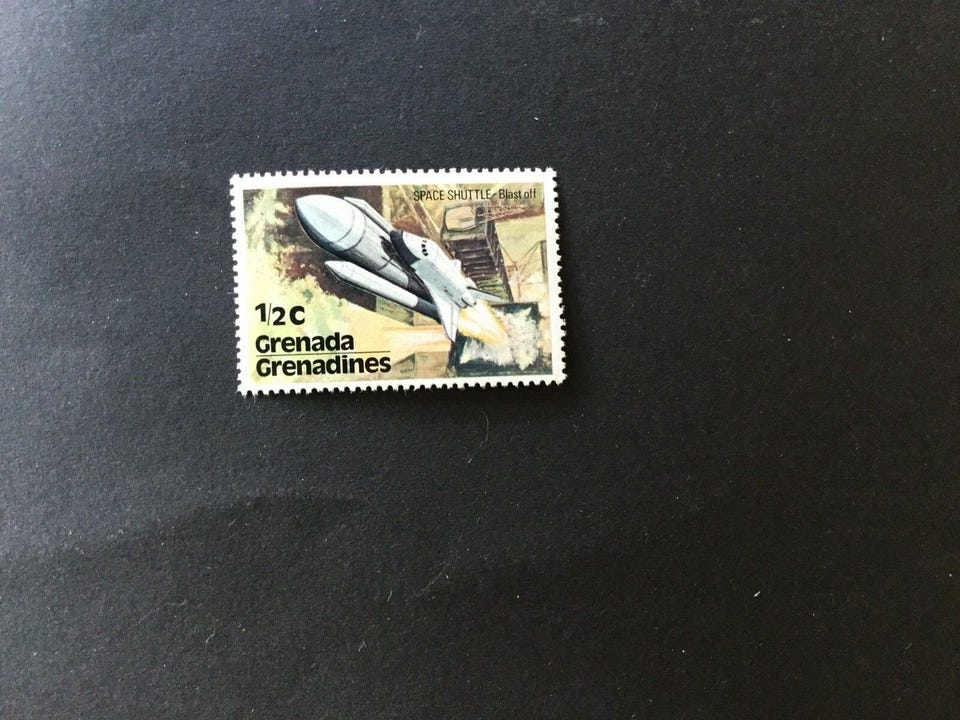 SPACE SHUTTLE - Blast off
1/2 C
Grenada
Grenadines